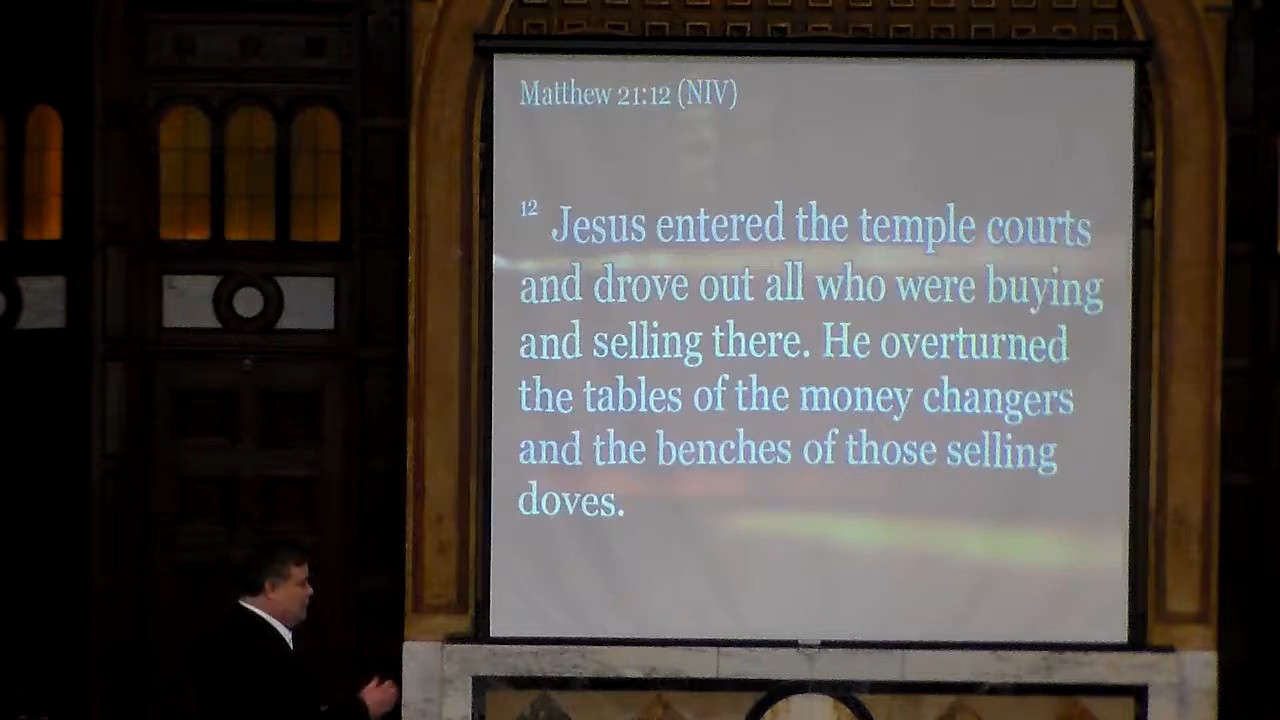 Matthew 21:12 (NIV)
12 Jesus entered the temple courts
and drove out all who were buying
and selling there. He overturned
the tables of the money changers
and the benches of those selling
doves.